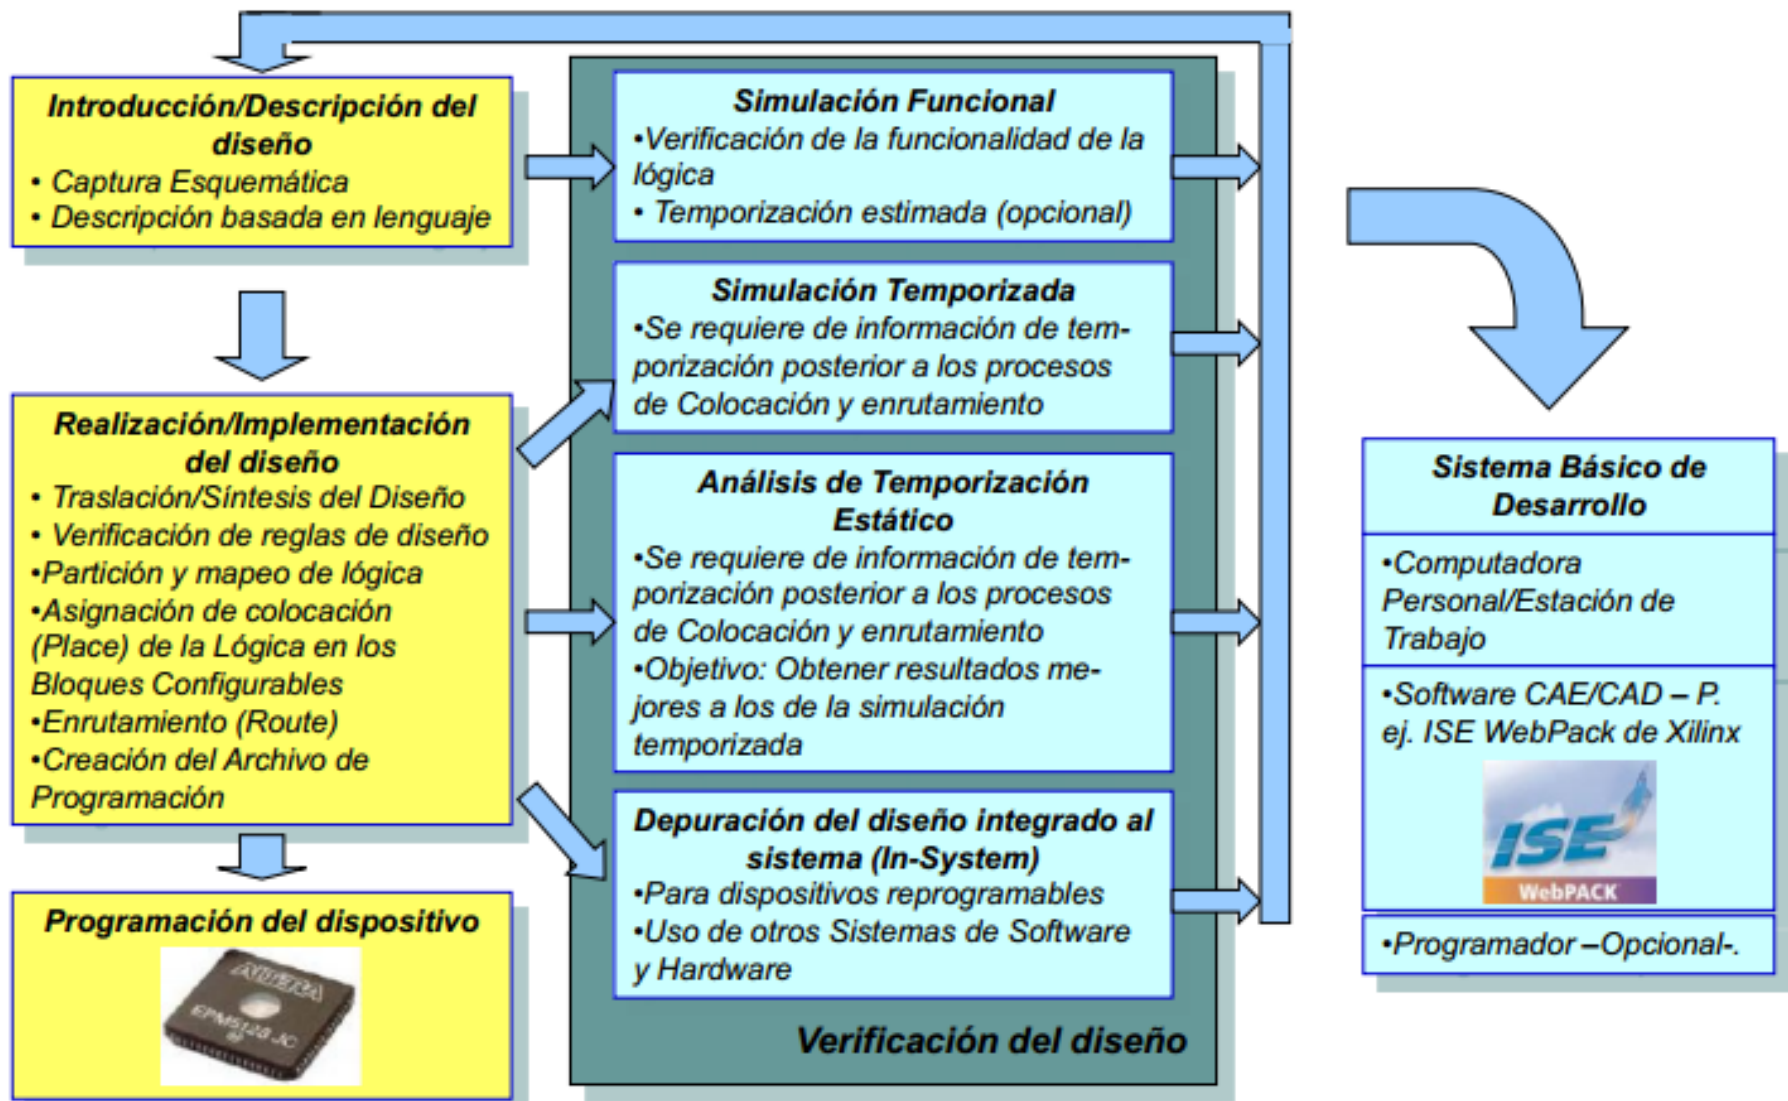 Introducción/Descripción del
diseño
• Captura Esquemática
• Descripción basada en lenguaje
Realización/Implementación
del diseño
• Traslación/Síntesis del Diseño
• Verificación de reglas de diseño
•Partición y mapeo de lógica
•Asignación de colocación
(Place) de la Lógica en los
Bloques Configurables
•Enrutamiento (Route)
•Creación del Archivo de
Programación
Programación del dispositivo
ALTERA
EPM5128 JC
Simulación Funcional
•Verificación de la funcionalidad de la
lógica
• Temporización estimada (opcional)
Simulación Temporizada
•Se requiere de información de tem-
porización posterior a los procesos
de Colocación y enrutamiento
Análisis de Temporización
Estático
•Se requiere de información de tem-
porización posterior a los procesos
de Colocación y enrutamiento
•Objetivo: Obtener resultados me-
jores a los de la simulación
temporizada
Depuración del diseño integrado al
sistema (In-System)
•Para dispositivos reprogramables
•Uso de otros Sistemas de Software
y Hardware
Verificación del diseño
Sistema Básico de
Desarrollo
•Computadora
Personal/Estación de
Trabajo
•Software CAE/CAD – P.
ej. ISE WebPack de Xilinx
ISE
WebPACK
•Programador –Opcional-.